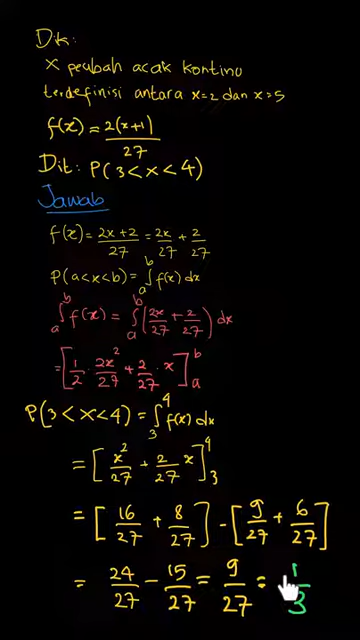 Dik:
X peubah acak kontinu
terdefinisi antara x=2 dan x=5
f(x) = 2(x+1)/27
Dit: P(3<x<4)
Jawab
f(x) = 2x+2/27 = 2x/27 + 2/27
P(a<x<b) = ∫_a^b f(x) dx
∫_a^b f(x) = ∫_a^b (2x/27 + 2/27) dx
= [1/2 · 2x²/27 + 2/27 · x]_a^b
P(3<x<4) = ∫_3^4 f(x) dx
= [x²/27 + 2/27 x]_3^4
= [16/27 + 8/27] - [9/27 + 6/27]
= 24/27 - 15/27 = 9/27 = 1/3